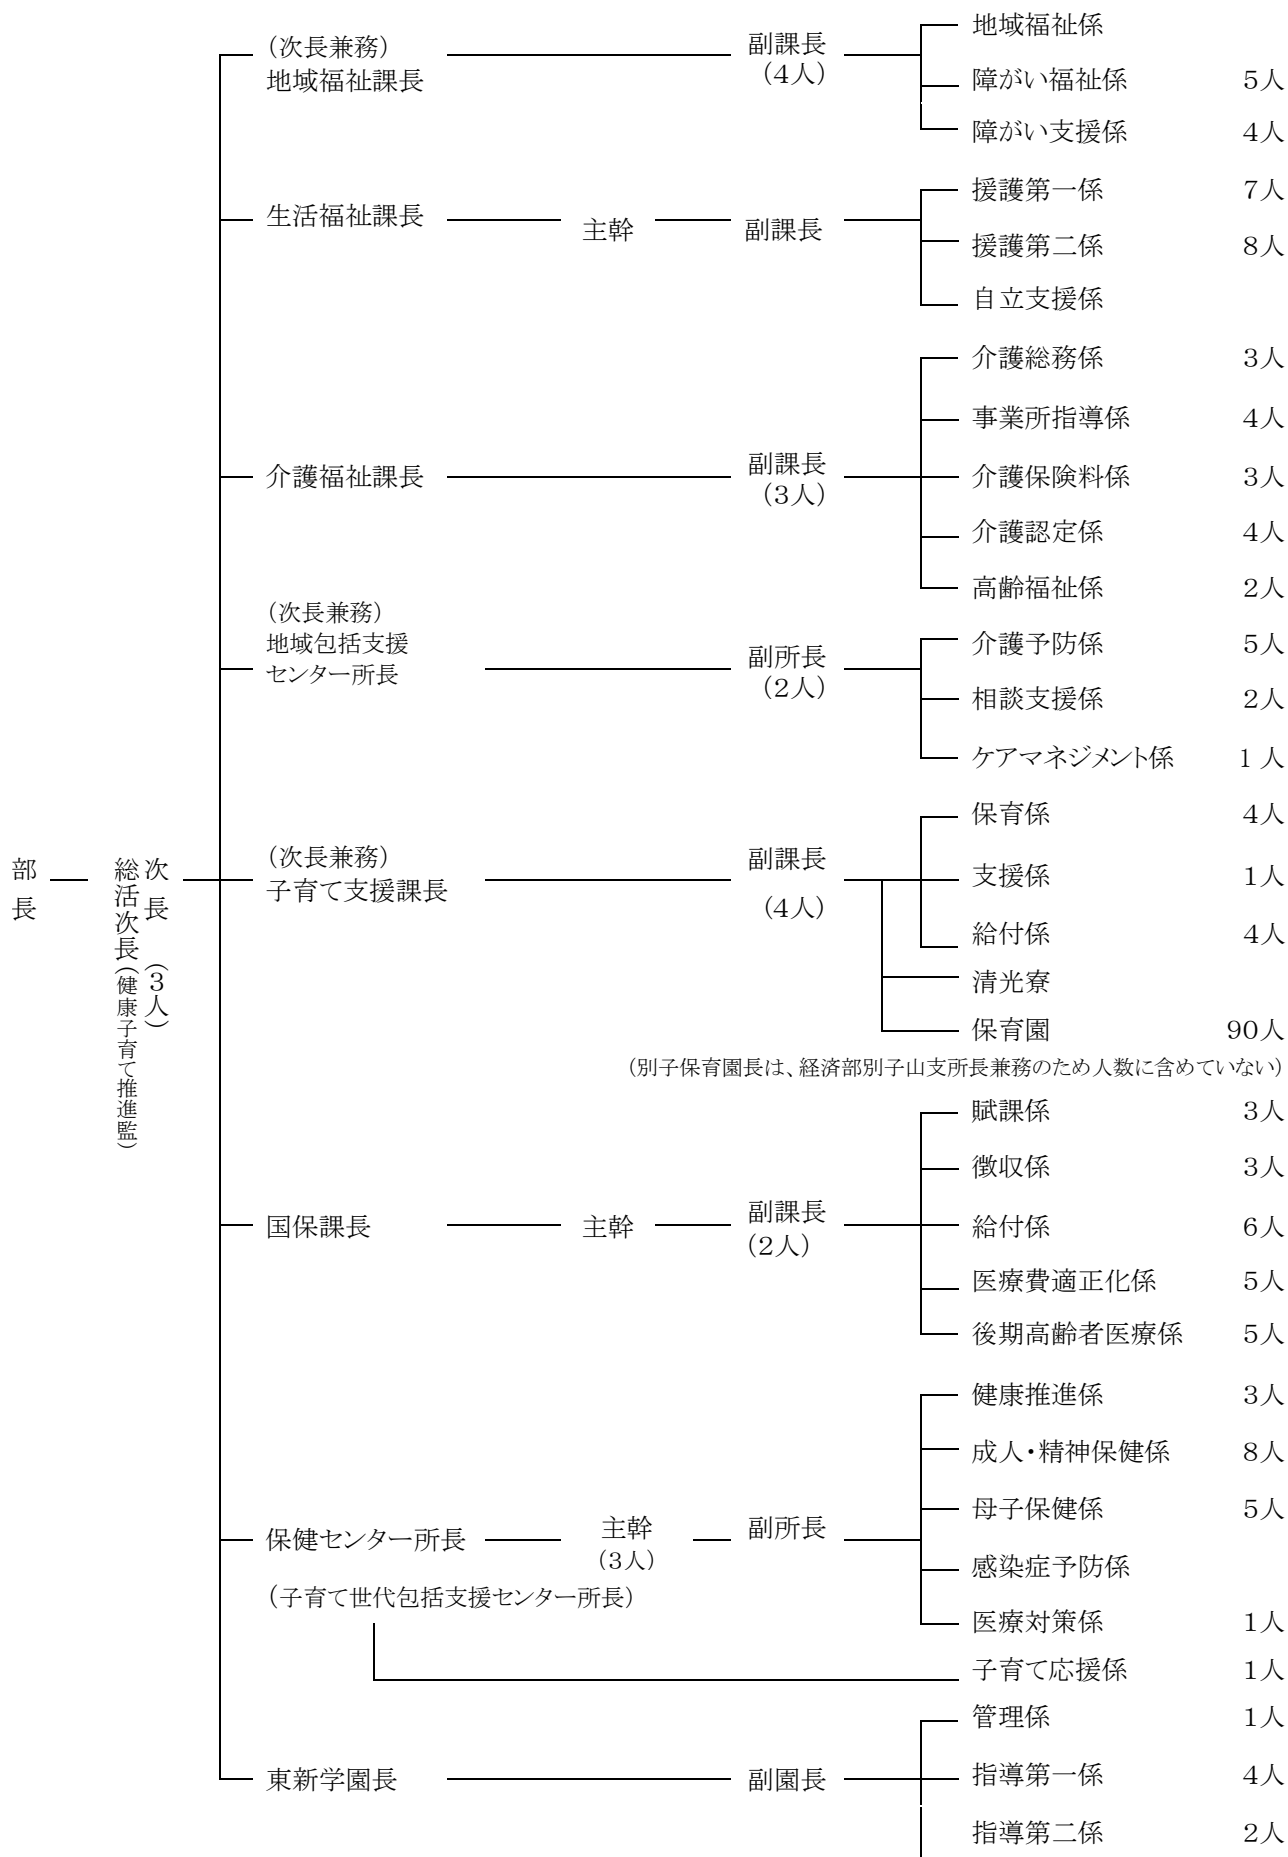 部長
総活次長(健康子育て推進監)
次長 (3人)
(次長兼務)
地域福祉課長
副課長
(4人)
地域福祉係
障がい福祉係 5人
障がい支援係 4人
生活福祉課長
主幹
副課長
援護第一係 7人
援護第二係 8人
自立支援係
介護福祉課長
副課長
(3人)
介護総務係 3人
事業所指導係 4人
介護保険料係 3人
介護認定係 4人
高齢福祉係 2人
(次長兼務)
地域包括支援
センター所長
副所長
(2人)
介護予防係 5人
相談支援係 2人
ケアマネジメント係 1人
(次長兼務)
子育て支援課長
副課長
(4人)
保育係 4人
支援係 1人
給付係 4人
清光寮
保育園 90人
(別子保育園長は、経済部別子山支所長兼務のため人数に含めていない)
国保課長
主幹
副課長
(2人)
賦課係 3人
徴収係 3人
給付係 6人
医療費適正化係 5人
後期高齢者医療係 5人
保健センター所長
主幹
(3人)
副所長
(子育て世代包括支援センター所長)
健康推進係 3人
成人・精神保健係 8人
母子保健係 5人
感染症予防係
医療対策係 1人
子育て応援係 1人
東新学園長
副園長
管理係 1人
指導第一係 4人
指導第二係 2人